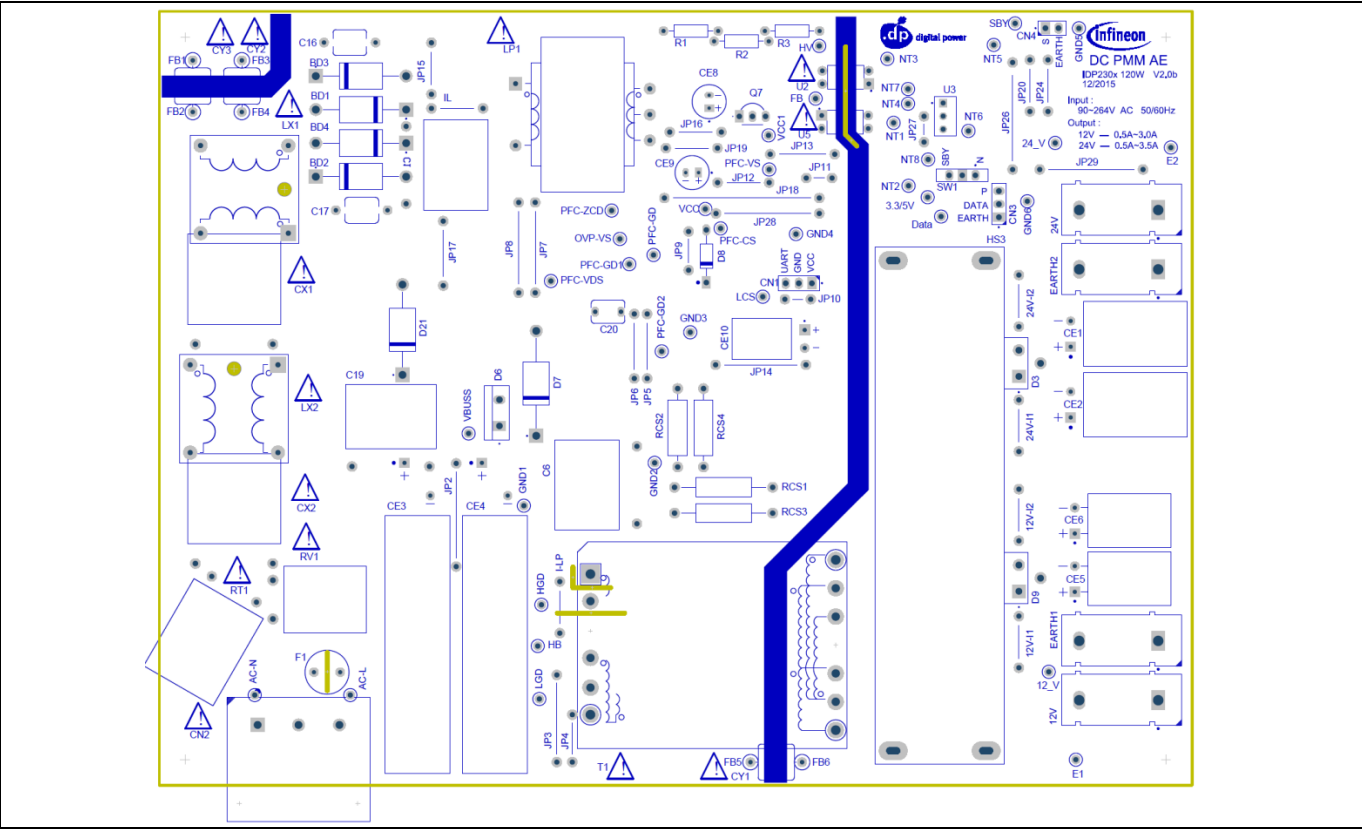 CY3
CY2
C16
LP1
R1
R2
R3
HV
.dp digital power
SBY
CN4
S
EARTH
GND5
infineon
DC PMM AE
IDP230x 120W V2.0b
12/2015
Input :
90~264V AC 50/60Hz
Output :
12V — 0.5A~3.0A
24V — 0.5A~3.5A
FB1
FB3
FB2
FB4
LX1
BD3
BD1
BD4
BD2
JP15
IL
CE8
Q7
U2
FB
U5
NT3
NT5
NT7
NT4
NT1
U3
JP27
NT6
JP26
JP20
JP24
24_V
E2
JP16
VCC1
JP19
JP13
CE9
PFC-VS
JP12
JP11
JP18
NT8
SBY
N
SW1
JP29
NT2
3.3/5V
Data
P
DATA
EARTH
CN3
GND6
24V
C17
PFC-ZCD
VCC
JP28
OVP-VS
PFC-GD
JP9
D8
PFC-CS
GND4
HS3
JP17
JP8
JP7
PFC-GD1
PFC-VDS
CN1
UART
GND
VCC
LCS
JP10
EARTH2
24V-I2
CX1
D21
C20
PFC-GD2
GND3
CE10
+
–
JP14
CE1
–
+
D3
LX2
C19
D6
D7
JP6
JP5
CE2
–
+
VBUSS
RCS2
RCS4
24V-I1
CX2
+
–
JP2
+
–
GND1
C6
GND2
RCS1
RCS3
12V-I2
CE3
CE4
CE6
–
+
RV1
RT1
I-LP
HGD
D9
CE5
–
+
F1
HB
12V-I1
EARTH1
AC-N
AC-L
LGD
12_V
12V
CN2
JP3
JP4
T1
FB5
FB6
CY1
E1